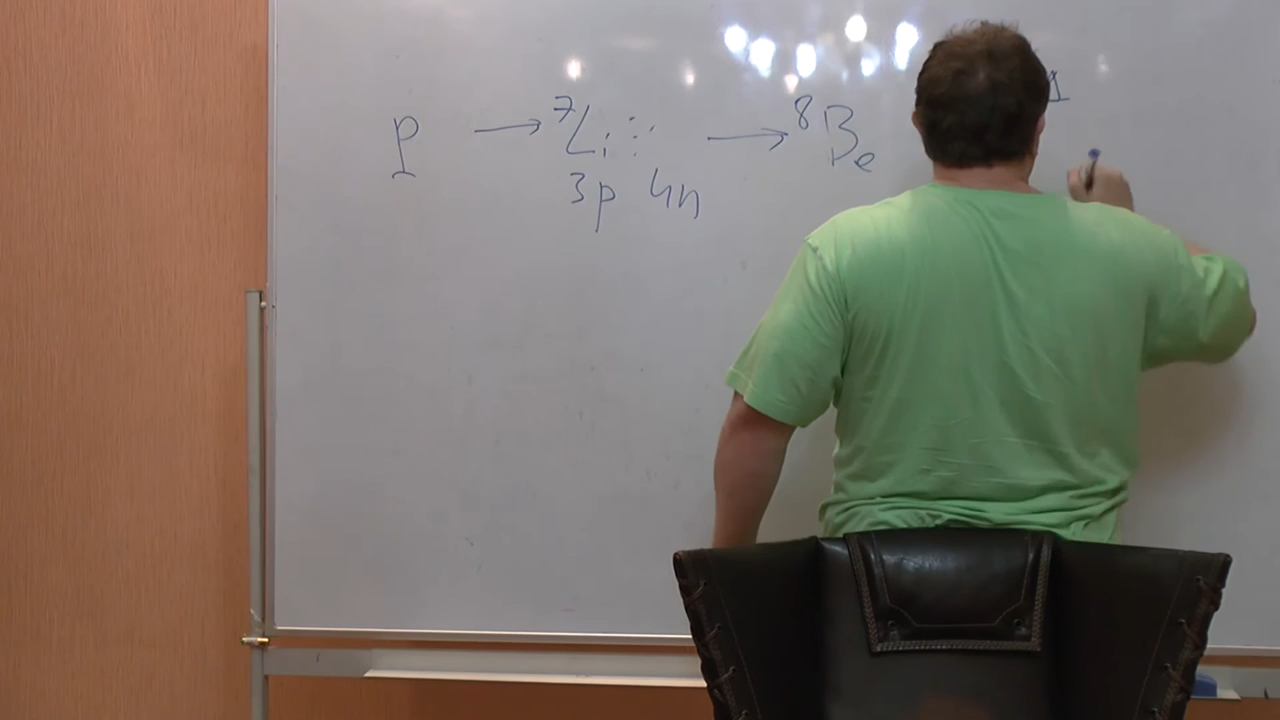 p → ⁷Li → ⁸Be
3p 4n